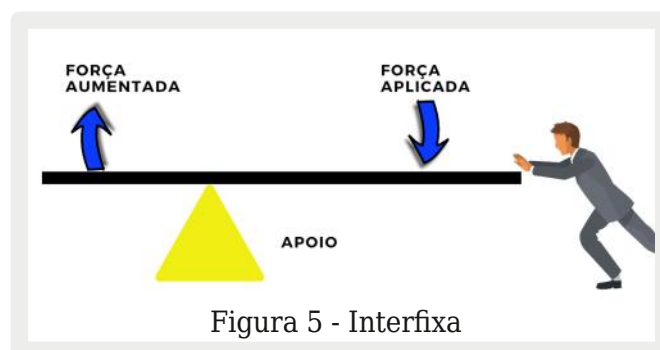 FORÇA
AUMENTADA
FORÇA
APLICADA
APOIO
Figura 5 - Interfixa